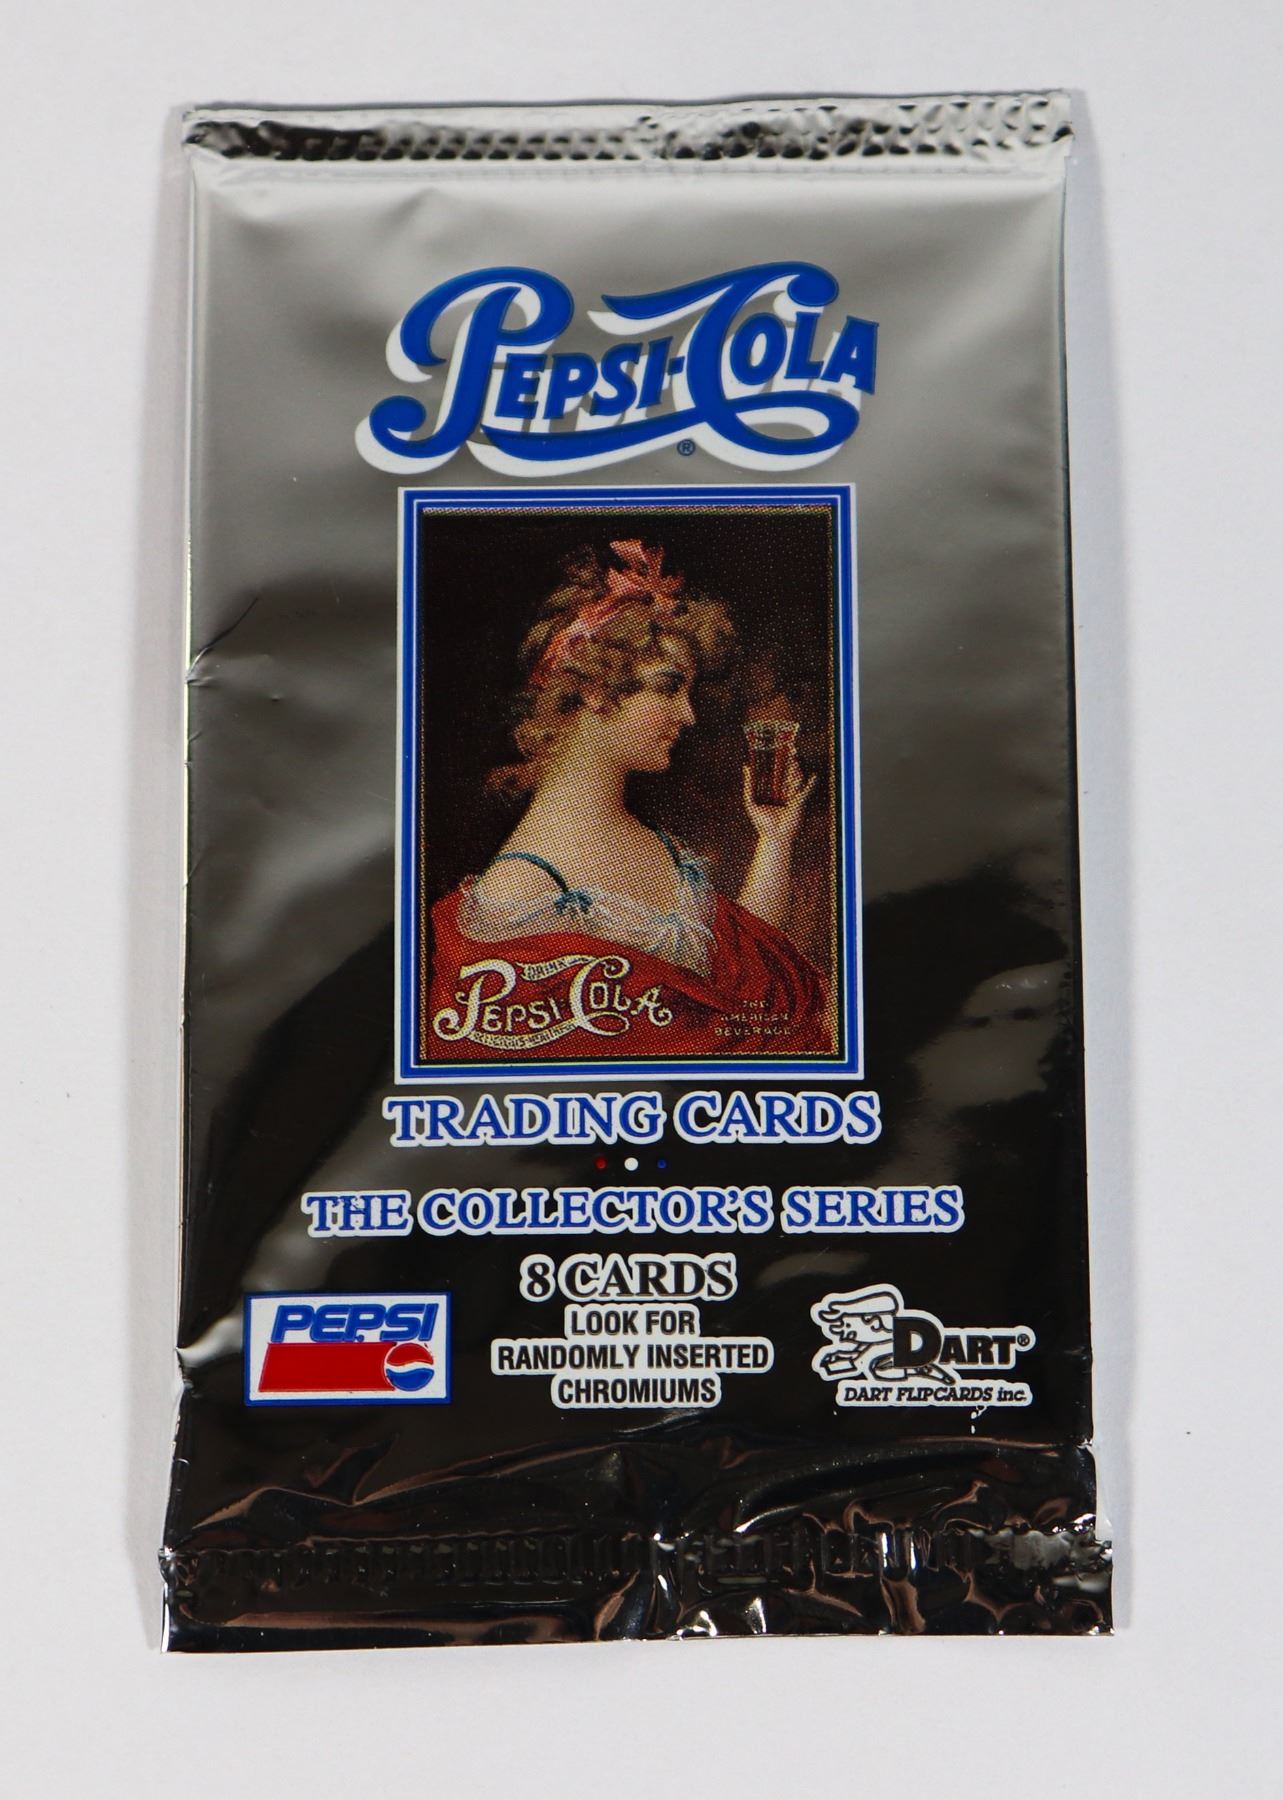 PEPSI-COLA
®
DRINK
PEPSI-COLA
THE
AMERICAN
BEVERAGE
TRADING CARDS
THE COLLECTOR'S SERIES
8 CARDS
LOOK FOR
RANDOMLY INSERTED
CHROMIUMS
PEPSI
DART®
DART FLIPCARDS inc.